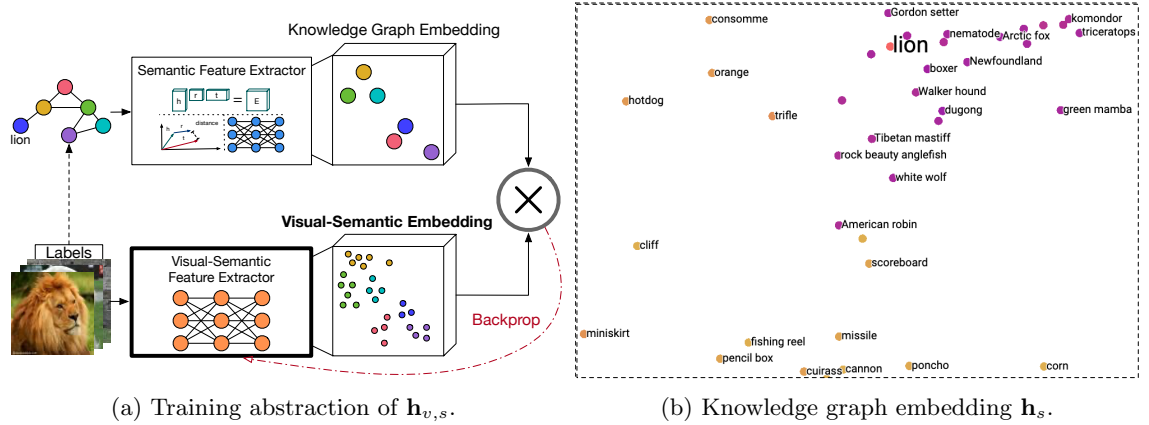 Knowledge Graph Embedding
Semantic Feature Extractor
h r t = E
distance
h r
t
lion
Visual-Semantic Embedding
Labels
Visual-Semantic
Feature Extractor
Backprop
(a) Training abstraction of h_{v,s}.
consomme
Gordon setter
komondor
lion
nematode
Arctic fox
triceratops
orange
boxer
Newfoundland
hotdog
Walker hound
trifle
dugong
green mamba
Tibetan mastiff
rock beauty anglefish
white wolf
American robin
cliff
scoreboard
miniskirt
missile
fishing reel
pencil box
cuirass
cannon
poncho
corn
(b) Knowledge graph embedding h_s.